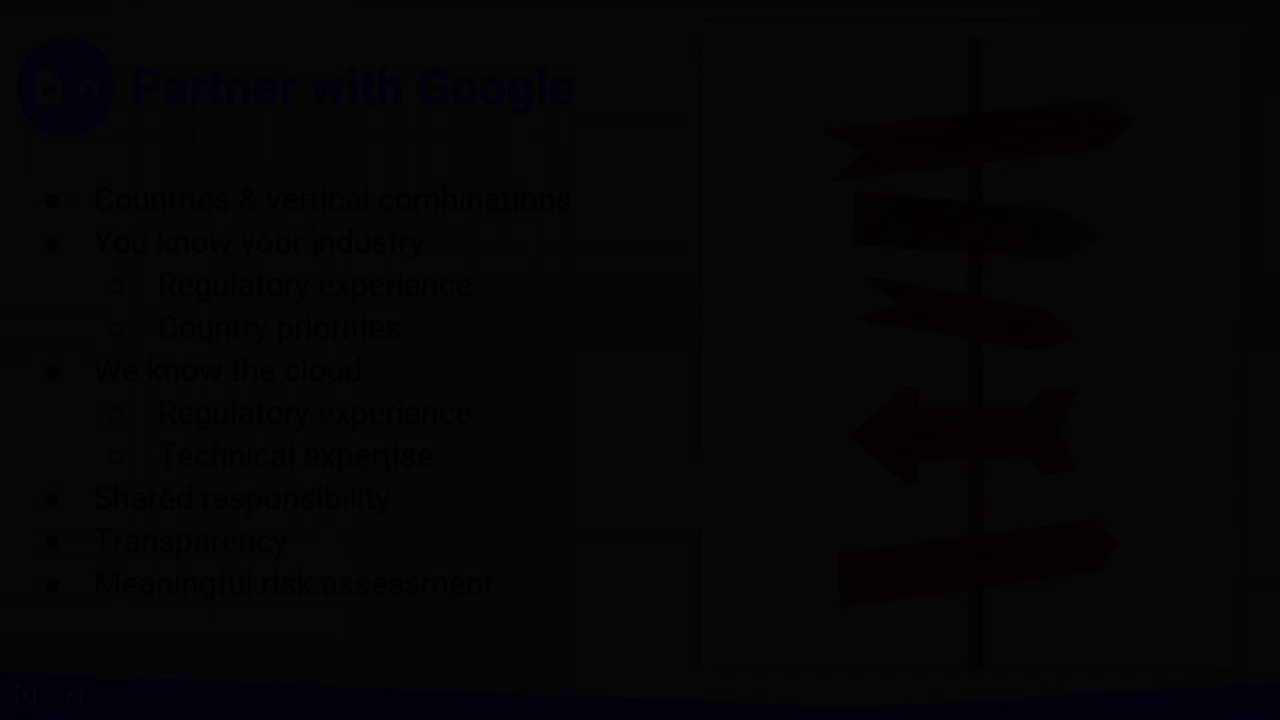 Partner with Google
Countries & vertical combinations
You know your industry
Regulatory experience
Country priorities
We know the cloud
Regulatory experience
Technical expertise
Shared responsibility
Transparency
Meaningful risk assessment